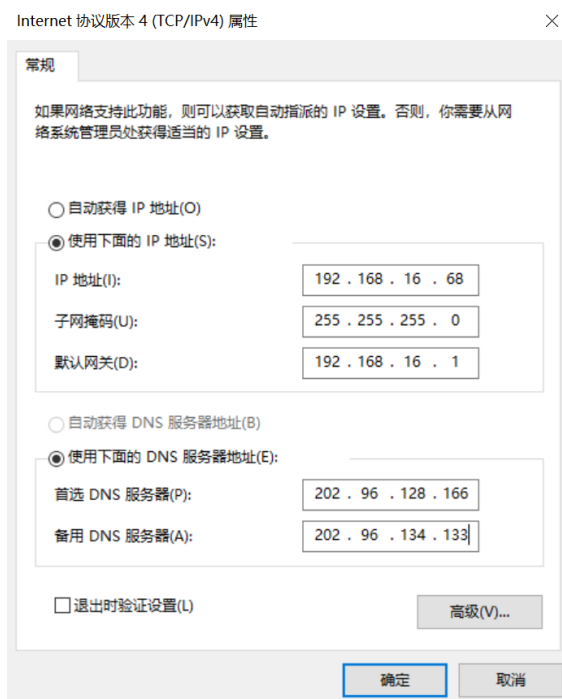 Internet 协议版本 4 (TCP/IPv4) 属性
常规
如果网络支持此功能，则可以获取自动指派的 IP 设置。否则，你需要从网
络系统管理员处获得适当的 IP 设置。
自动获得 IP 地址(O)
使用下面的 IP 地址(S):
IP 地址(I): 192 . 168 . 16 . 68
子网掩码(U): 255 . 255 . 255 . 0
默认网关(D): 192 . 168 . 16 . 1
自动获得 DNS 服务器地址(B)
使用下面的 DNS 服务器地址(E):
首选 DNS 服务器(P): 202 . 96 . 128 . 166
备用 DNS 服务器(A): 202 . 96 . 134 . 133
退出时验证设置(L)
高级(V)...
确定 取消